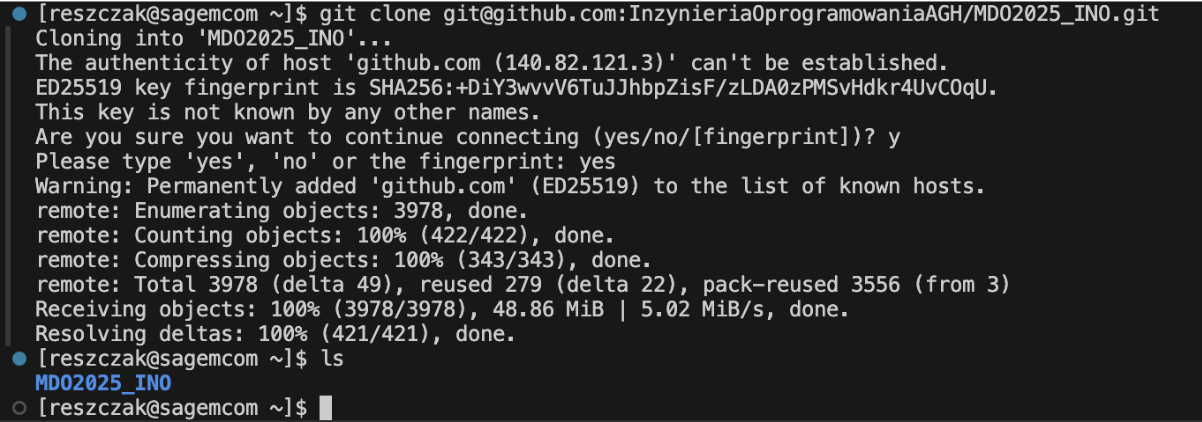 [reszczak@sagemcom ~]$ git clone git@github.com:InzynieriaOprogramowaniaAGH/MDO2025_INO.git
Cloning into 'MDO2025_INO'...
The authenticity of host 'github.com (140.82.121.3)' can't be established.
ED25519 key fingerprint is SHA256:+DiY3wvvV6TuJJhbpZisF/zLDA0zPMSvHdkr4UvCOqU.
This key is not known by any other names.
Are you sure you want to continue connecting (yes/no/[fingerprint])? y
Please type 'yes', 'no' or the fingerprint: yes
Warning: Permanently added 'github.com' (ED25519) to the list of known hosts.
remote: Enumerating objects: 3978, done.
remote: Counting objects: 100% (422/422), done.
remote: Compressing objects: 100% (343/343), done.
remote: Total 3978 (delta 49), reused 279 (delta 22), pack-reused 3556 (from 3)
Receiving objects: 100% (3978/3978), 48.86 MiB | 5.02 MiB/s, done.
Resolving deltas: 100% (421/421), done.
[reszczak@sagemcom ~]$ ls
MDO2025_INO
[reszczak@sagemcom ~]$